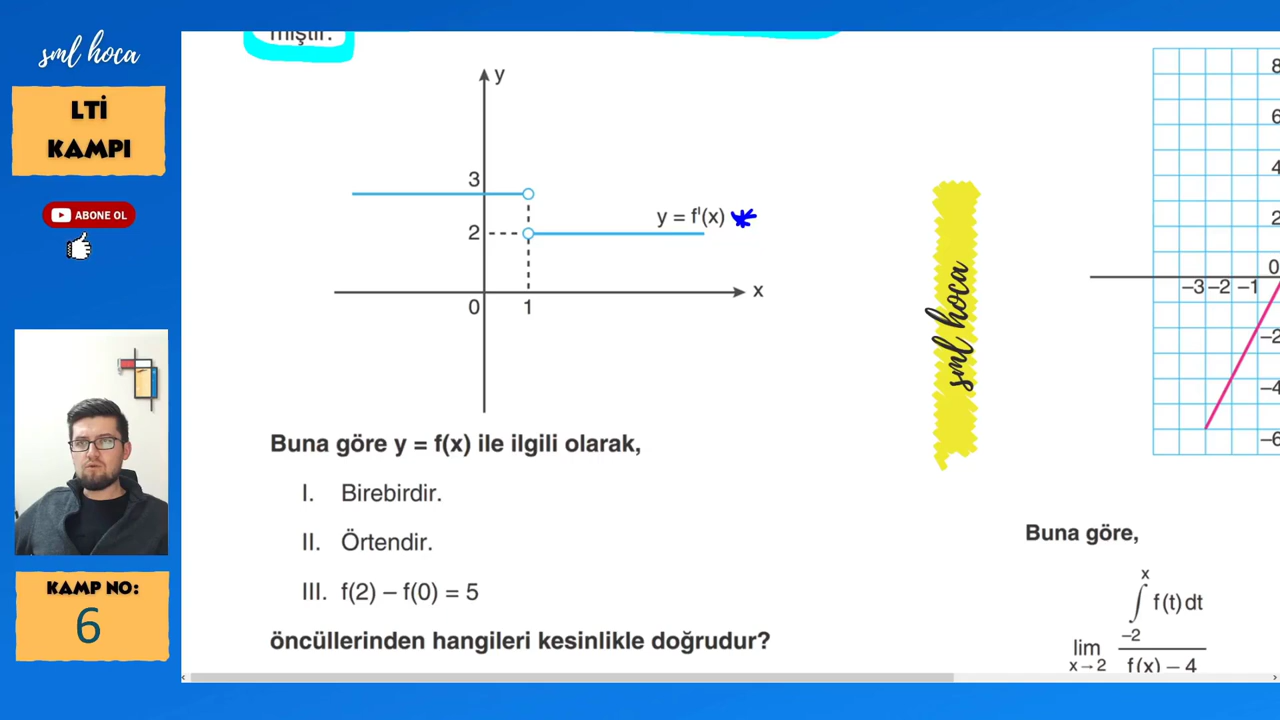 sml hoca
LTİ
KAMPI
ABONE OL
KAMP NO:
6
mıştır.
y
3
y = f'(x)
2
x
0
1
Buna göre y = f(x) ile ilgili olarak,
I. Birebirdir.
II. Örtendir.
III. f(2) – f(0) = 5
öncüllerinden hangileri kesinlikle doğrudur?
sml hoca
8
6
4
2
0
–3 –2 –1
–2
–4
–6
Buna göre,
x
∫ f(t) dt
–2
lim
x→2
f(x) – 4